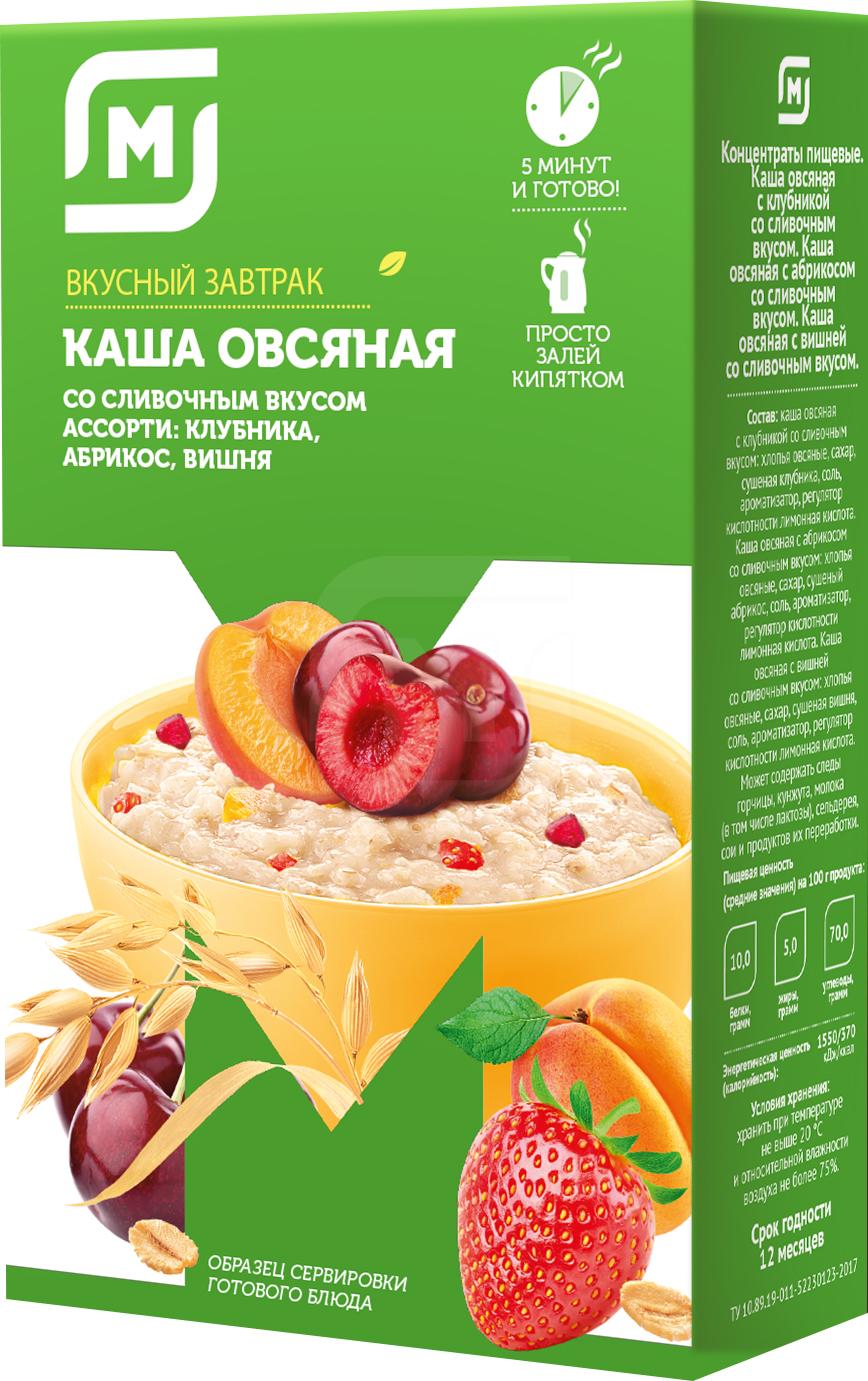 М
5 МИНУТ
И ГОТОВО!
ПРОСТО
ЗАЛЕЙ
КИПЯТКОМ
ВКУСНЫЙ ЗАВТРАК
КАША ОВСЯНАЯ
СО СЛИВОЧНЫМ ВКУСОМ
АССОРТИ: КЛУБНИКА,
АБРИКОС, ВИШНЯ
ОБРАЗЕЦ СЕРВИРОВКИ
ГОТОВОГО БЛЮДА
М
Концентраты пищевые.
Каша овсяная
с клубникой
со сливочным
вкусом. Каша
овсяная с абрикосом
со сливочным
вкусом. Каша
овсяная с вишней
со сливочным вкусом.
Состав: каша овсяная
с клубникой со сливочным
вкусом: хлопья овсяные, сахар,
сушеная клубника, соль,
ароматизатор, регулятор
кислотности лимонная кислота.
Каша овсяная с абрикосом
со сливочным вкусом: хлопья
овсяные, сахар, сушеный
абрикос, соль, ароматизатор,
регулятор кислотности
лимонная кислота. Каша
овсяная с вишней
со сливочным вкусом: хлопья
овсяные, сахар, сушеная вишня,
соль, ароматизатор, регулятор
кислотности лимонная кислота.
Может содержать следы
горчицы, кунжута, молока
(в том числе лактозы), сельдерея,
сои и продуктов их переработки.
Пищевая ценность
(средние значения) на 100 г продукта:
10,0 5,0 70,0
белки, грамм жиры, грамм углеводы, грамм
Энергетическая ценность 1550/370
(калорийность): кДж/ккал
Условия хранения:
хранить при температуре
не выше 20 °С
и относительной влажности
воздуха не более 75%.
Срок годности
12 месяцев
ТУ 10.89.19-011-52230123-2017